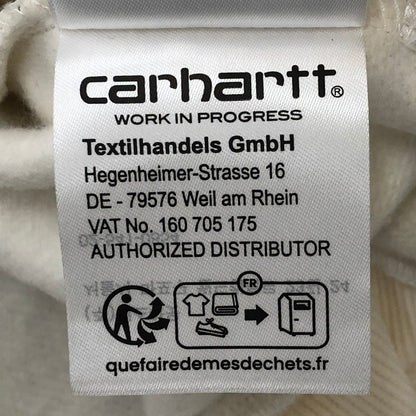 carhartt®
WORK IN PROGRESS
Textilhandels GmbH
Hegenheimer-Strasse 16
DE - 79576 Weil am Rhein
VAT No. 160 705 175
AUTHORIZED DISTRIBUTOR
FR
quefairedemesdechets.fr